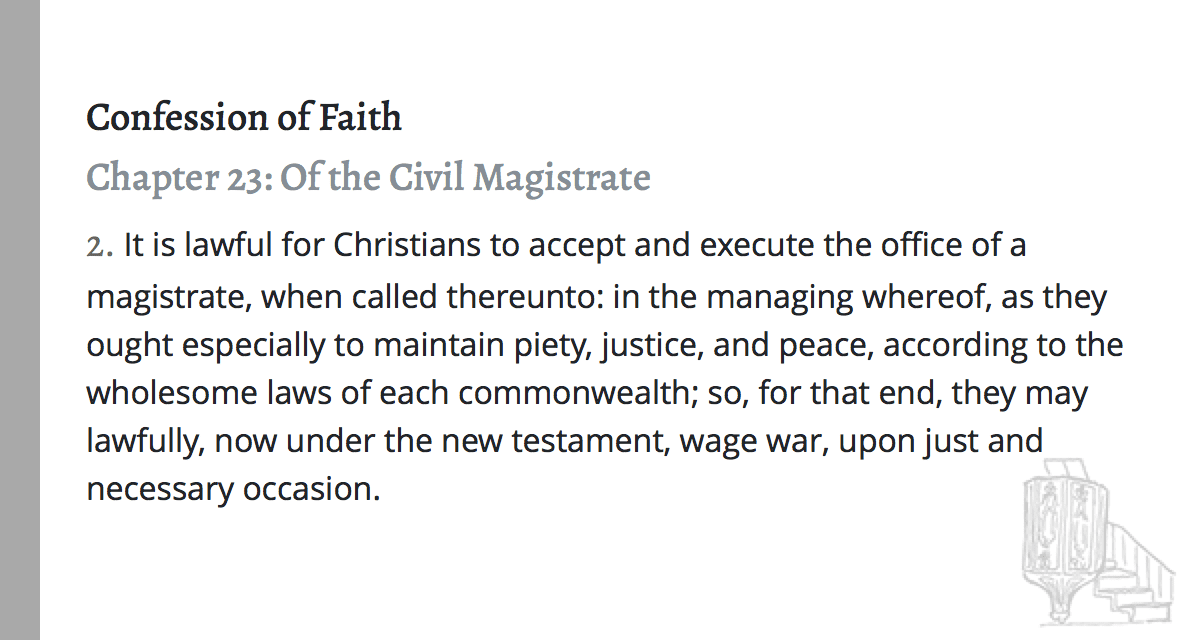 Confession of Faith
Chapter 23: Of the Civil Magistrate
2. It is lawful for Christians to accept and execute the office of a
magistrate, when called thereunto: in the managing whereof, as they
ought especially to maintain piety, justice, and peace, according to the
wholesome laws of each commonwealth; so, for that end, they may
lawfully, now under the new testament, wage war, upon just and
necessary occasion.